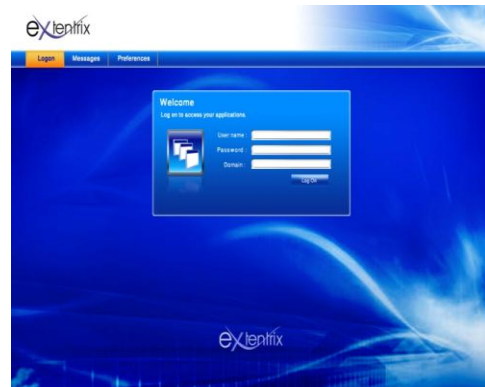 extentrix
Logon Messages Preferences
Welcome
Log on to access your applications.
User name :
Password :
Domain :
Log On
extentrix